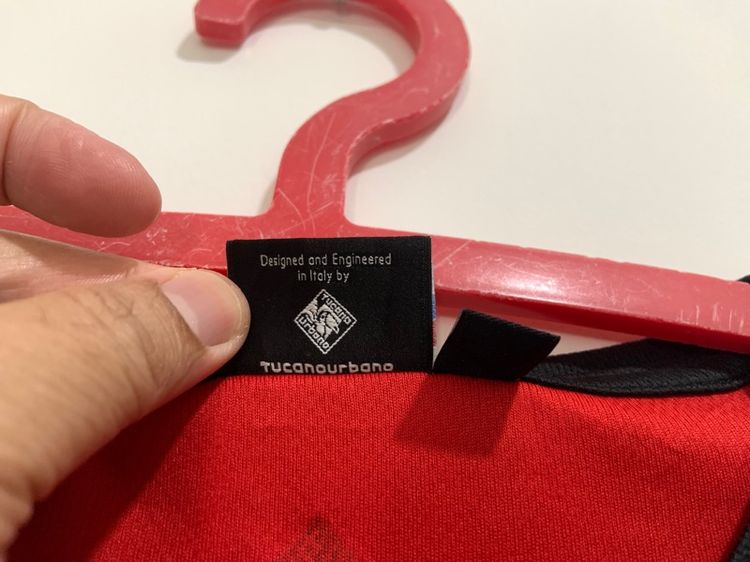 Designed and Engineered
in Italy by
Tucano
urbano
Tucanourbano